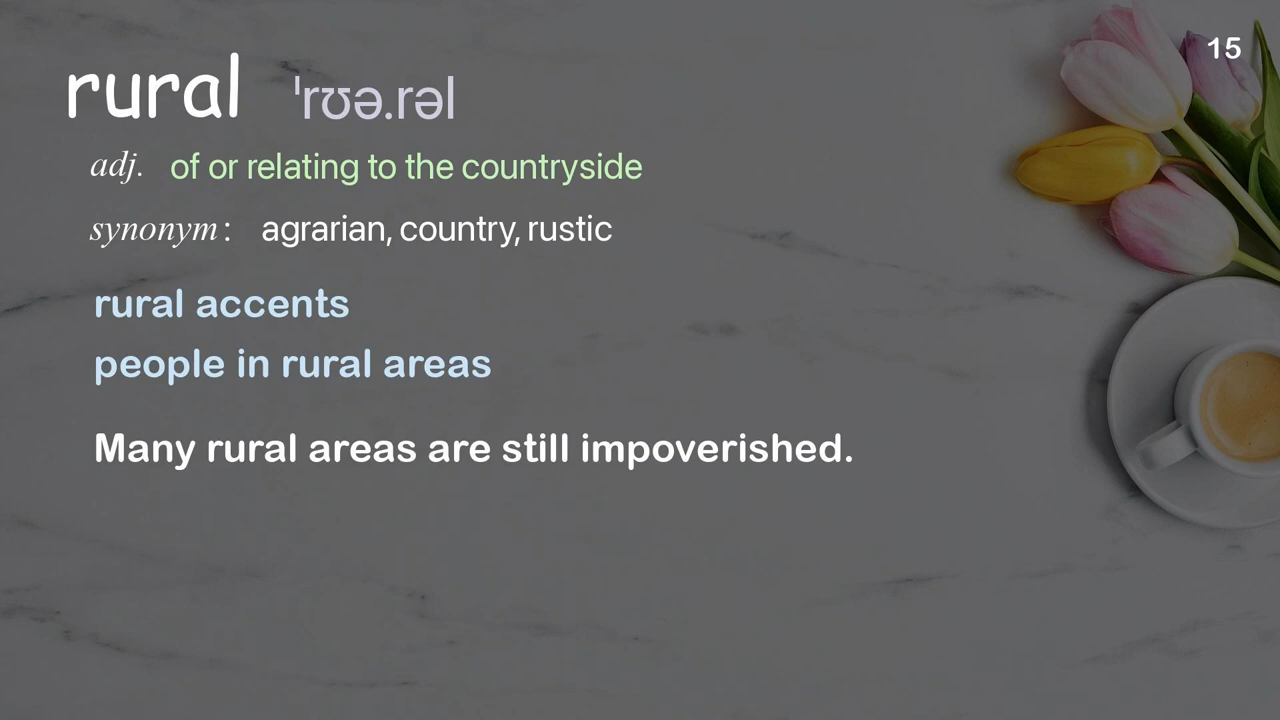 15
rural ˈrʊə.rəl
adj. of or relating to the countryside
synonym: agrarian, country, rustic
rural accents
people in rural areas
Many rural areas are still impoverished.